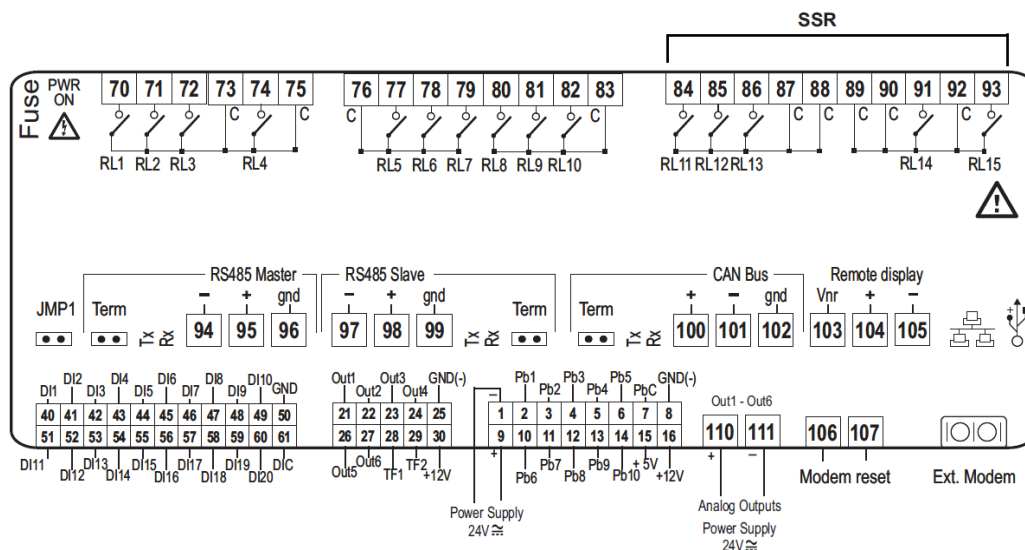 SSR
Fuse PWR ON
70 71 72 73 74 75 76 77 78 79 80 81 82 83 84 85 86 87 88 89 90 91 92 93
C C C C C C C C C
RL1 RL2 RL3 RL4 RL5 RL6 RL7 RL8 RL9 RL10 RL11 RL12 RL13 RL14 RL15
RS485 Master RS485 Slave CAN Bus Remote display
JMP1 Term − + gnd − + gnd Term Term + − gnd Vnr + −
Tx Rx 94 95 96 97 98 99 Tx Rx Tx Rx 100 101 102 103 104 105
DI2 DI4 DI6 DI8 DI10 Out1 Out3 GND(-) Pb1 Pb3 Pb5 GND(-)
DI1 DI3 DI5 DI7 DI9 GND Out2 Out4 − Pb2 Pb4 PbC Out1 - Out6
40 41 42 43 44 45 46 47 48 49 50 21 22 23 24 25 1 2 3 4 5 6 7 8
51 52 53 54 55 56 57 58 59 60 61 26 27 28 29 30 9 10 11 12 13 14 15 16 110 111 106 107
DI11 DI13 DI15 DI17 DI19 DIC Out6 TF2 + Pb7 Pb9 + 5V + −
DI12 DI14 DI16 DI18 DI20 Out5 TF1 +12V Pb6 Pb8 Pb10 +12V
Modem reset Ext. Modem
Power Supply
24V
Analog Outputs
Power Supply
24V